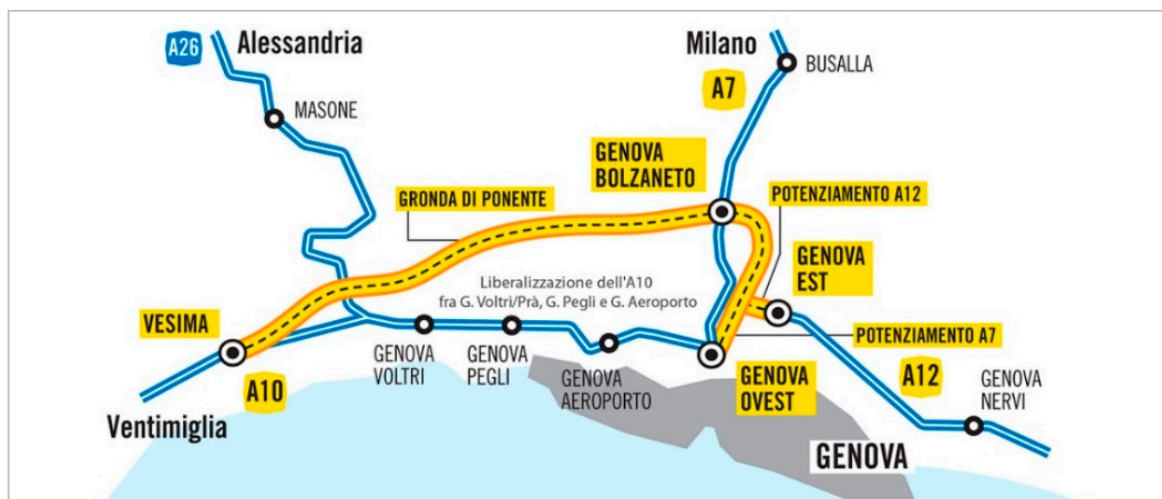 A26
Alessandria
Milano
MASONE
A7
BUSALLA
GENOVA
BOLZANETO
GRONDA DI PONENTE
POTENZIAMENTO A12
GENOVA
EST
Liberalizzazione dell'A10
fra G. Voltri/Prà, G. Pegli e G. Aeroporto
VESIMA
POTENZIAMENTO A7
GENOVA
VOLTRI
GENOVA
PEGLI
GENOVA
AEROPORTO
GENOVA
OVEST
A10
A12
GENOVA
NERVI
Ventimiglia
GENOVA